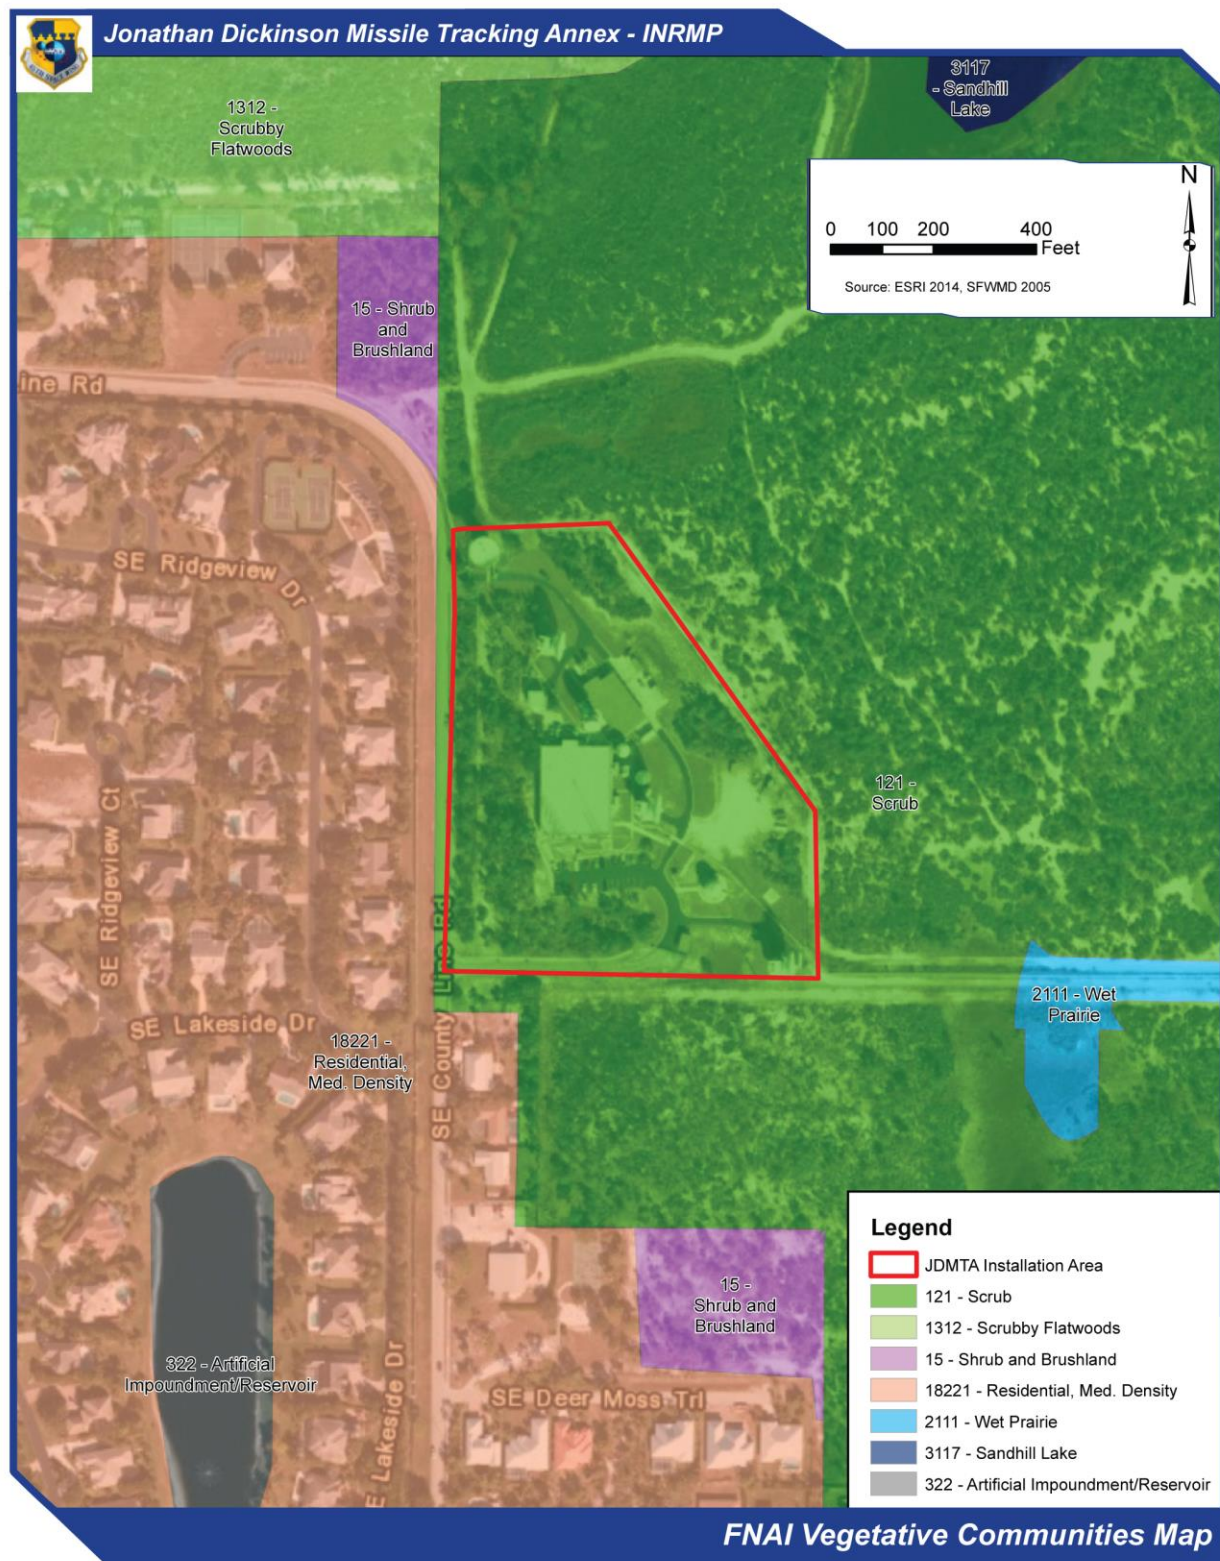 Jonathan Dickinson Missile Tracking Annex - INRMP
3117
- Sandhill
Lake
1312 -
Scrubby
Flatwoods
N
0 100 200 400
Feet
Source: ESRI 2014, SFWMD 2005
15 - Shrub
and
Brushland
ine Rd
SE Ridgeview Dr
121 -
Scrub
SE Ridgeview Ct
SE County Line Rd
2111 - Wet
Prairie
SE Lakeside Dr
18221 -
Residential,
Med. Density
15 -
Shrub and
Brushland
322 - Artificial
Impoundment/Reservoir
SE Deer Moss Trl
E Lakeside Dr
Legend
JDMTA Installation Area
121 - Scrub
1312 - Scrubby Flatwoods
15 - Shrub and Brushland
18221 - Residential, Med. Density
2111 - Wet Prairie
3117 - Sandhill Lake
322 - Artificial Impoundment/Reservoir
FNAI Vegetative Communities Map